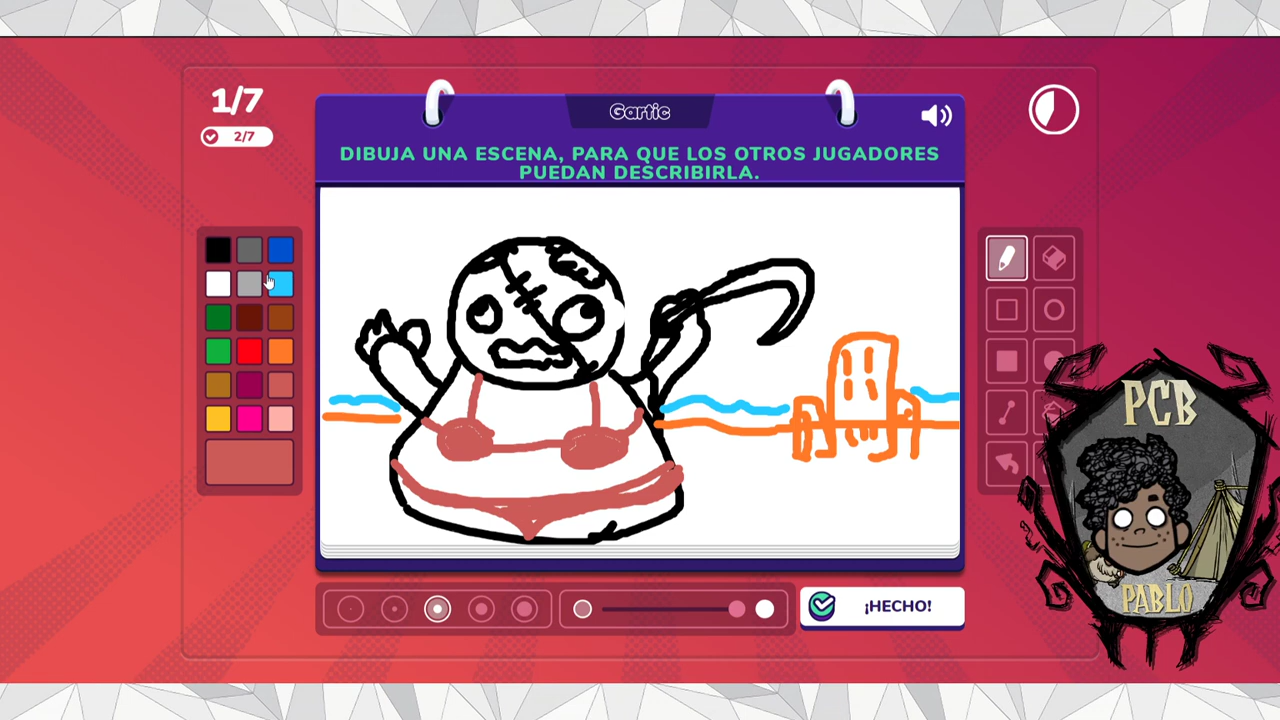 1/7
2/7
Gartic
DIBUJA UNA ESCENA, PARA QUE LOS OTROS JUGADORES
PUEDAN DESCRIBIRLA.
¡HECHO!
PCB
PABLO